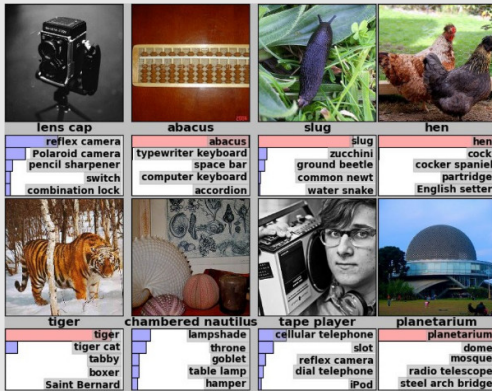 lens cap
abacus
slug
hen
reflex camera
Polaroid camera
pencil sharpener
switch
combination lock
abacus
typewriter keyboard
space bar
computer keyboard
accordion
slug
zucchini
ground beetle
common newt
water snake
hen
cock
cocker spaniel
partridge
English setter
tiger
chambered nautilus
tape player
planetarium
tiger
tiger cat
tabby
boxer
Saint Bernard
lampshade
throne
goblet
table lamp
hamper
cellular telephone
slot
reflex camera
dial telephone
iPod
planetarium
dome
mosque
radio telescope
steel arch bridge